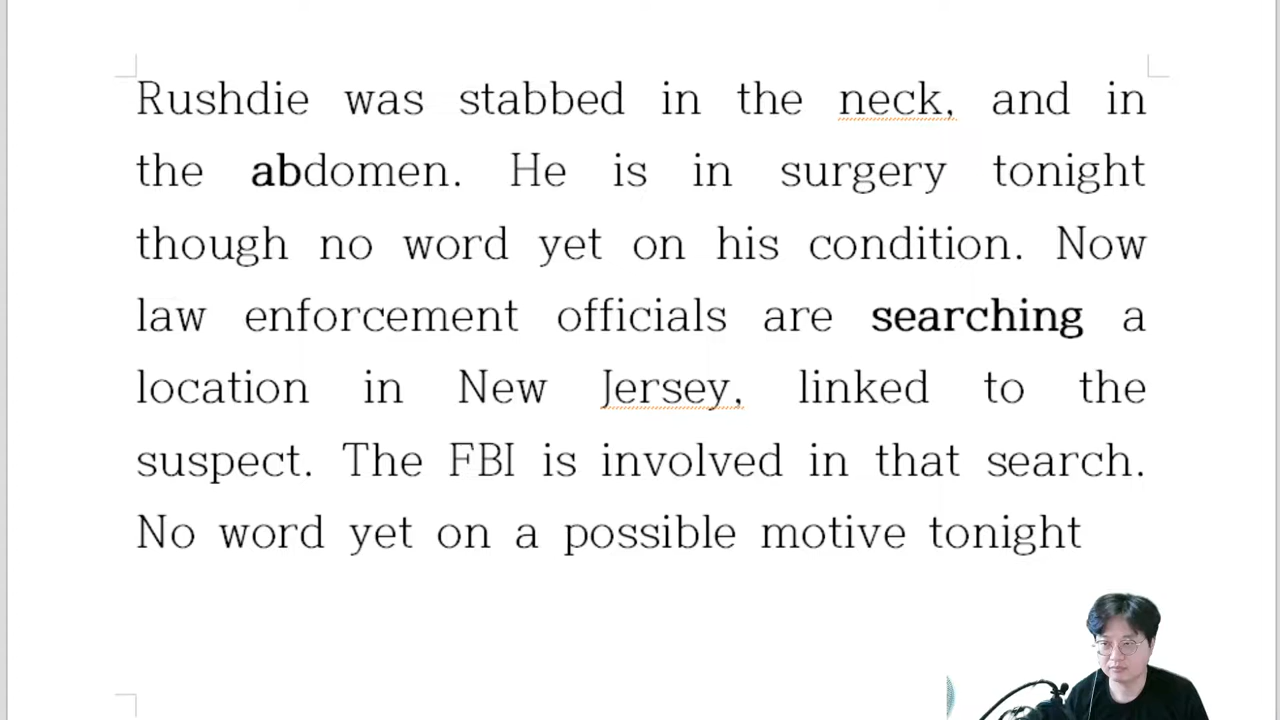 Rushdie was stabbed in the neck, and in
the abdomen. He is in surgery tonight
though no word yet on his condition. Now
law enforcement officials are searching a
location in New Jersey, linked to the
suspect. The FBI is involved in that search.
No word yet on a possible motive tonight